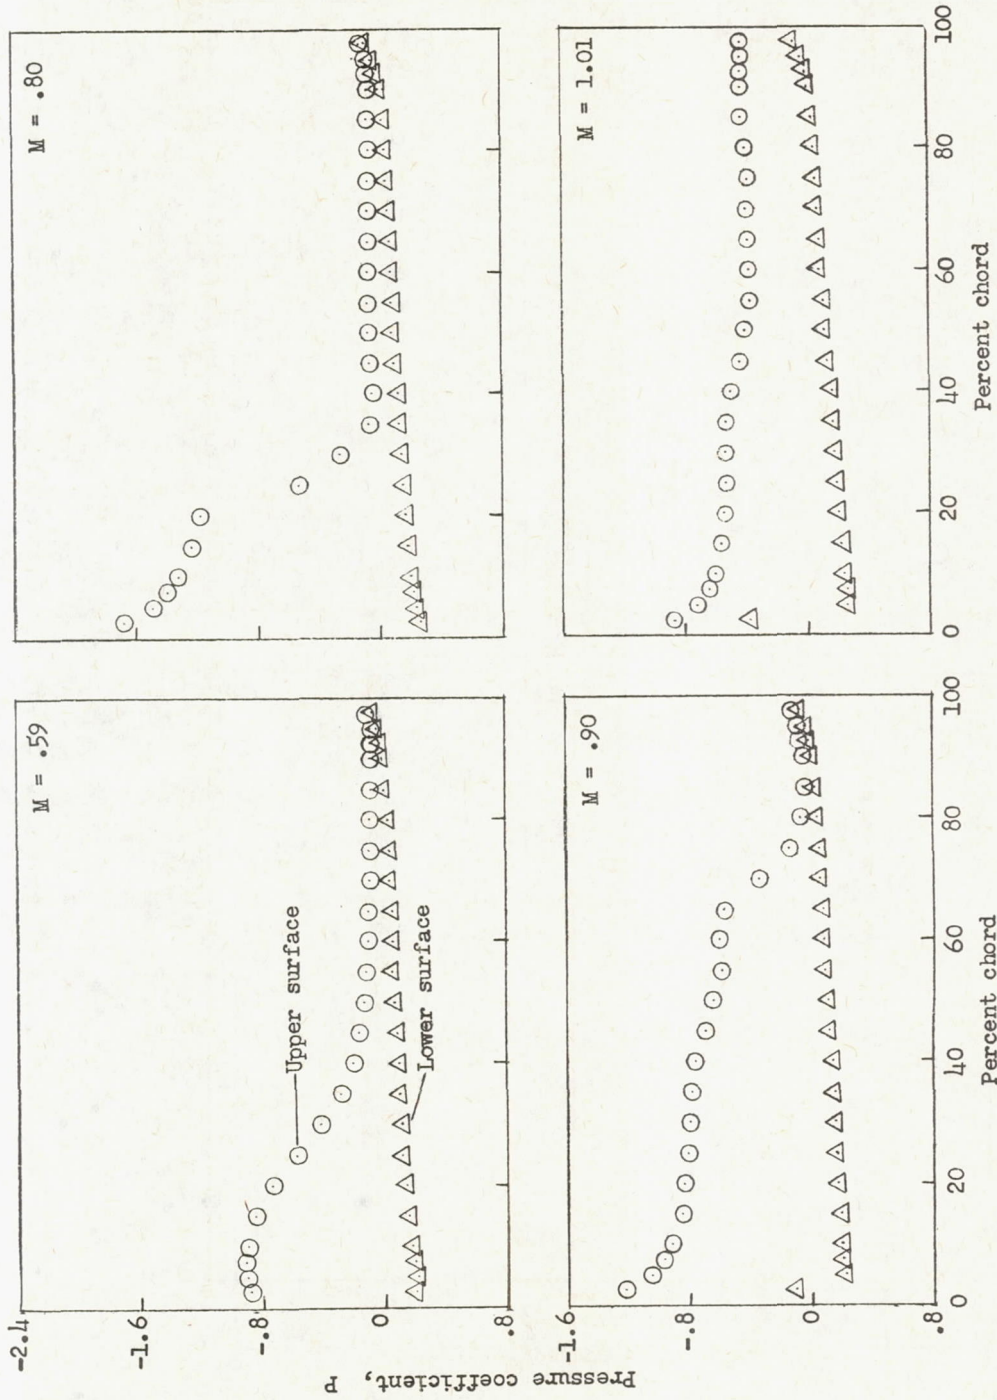 M = .59
Upper surface
Lower surface
M = .80
-2.4
-1.6
-.8
0
.8
Pressure coefficient, P
M = .90
M = 1.01
-1.6
-.8
0
.8
0 20 40 60 80 100
Percent chord
0 20 40 60 80 100
Percent chord